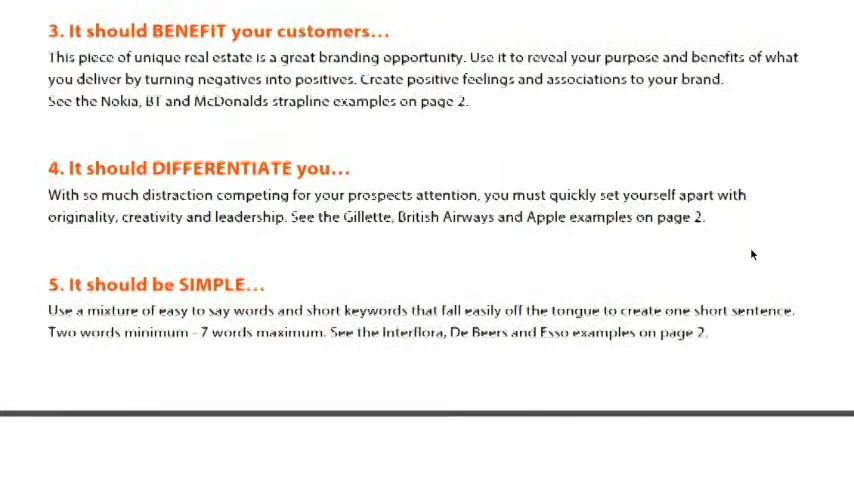 3. It should BENEFIT your customers...
This piece of unique real estate is a great branding opportunity. Use it to reveal your purpose and benefits of what
you deliver by turning negatives into positives. Create positive feelings and associations to your brand.
See the Nokia, BT and McDonalds strapline examples on page 2.
4. It should DIFFERENTIATE you...
With so much distraction competing for your prospects attention, you must quickly set yourself apart with
originality, creativity and leadership. See the Gillette, British Airways and Apple examples on page 2.
5. It should be SIMPLE...
Use a mixture of easy to say words and short keywords that fall easily off the tongue to create one short sentence.
Two words minimum - 7 words maximum. See the Interflora, De Beers and Esso examples on page 2.